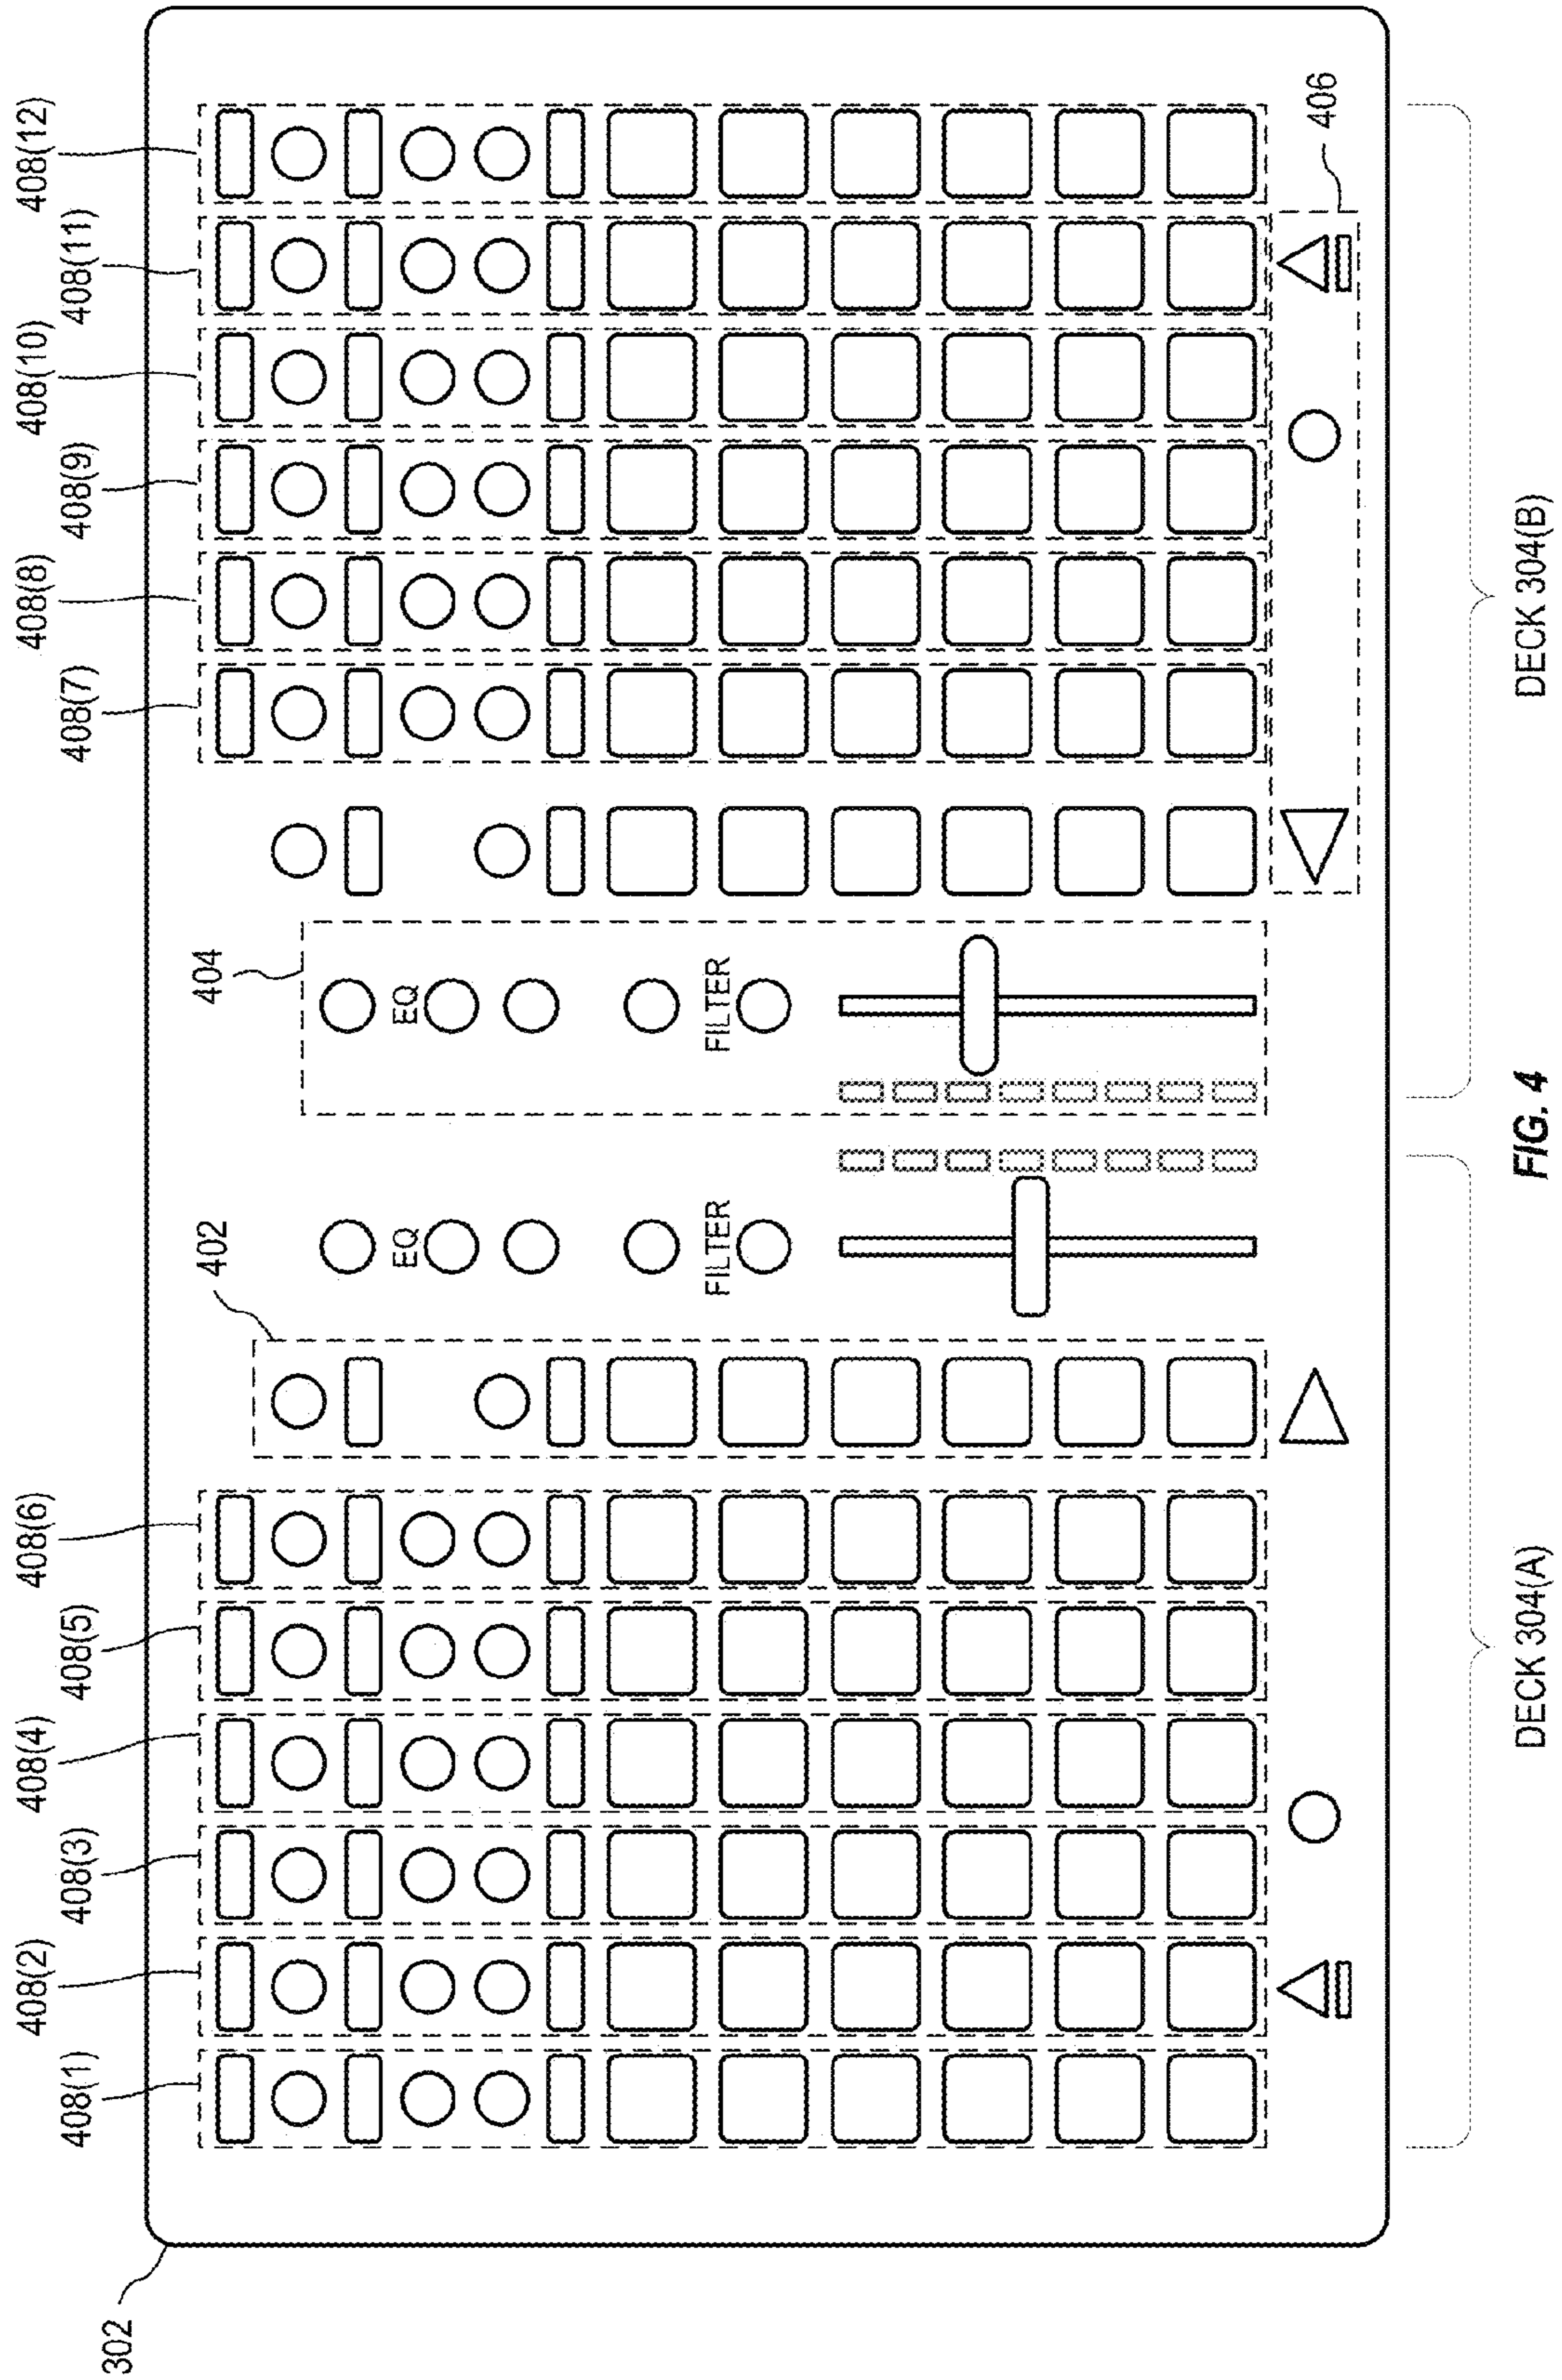 302
408(1)
408(2)
408(3)
408(4)
408(5)
408(6)
402
404
408(7)
408(8)
408(9)
408(10)
408(11)
408(12)
EQ
EQ
FILTER
FILTER
406
DECK 304(A)
DECK 304(B)
FIG. 4